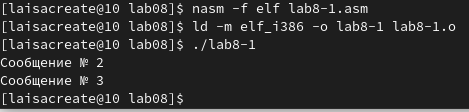 [laisacreate@10 lab08]$ nasm -f elf lab8-1.asm
[laisacreate@10 lab08]$ ld -m elf_i386 -o lab8-1 lab8-1.o
[laisacreate@10 lab08]$ ./lab8-1
Сообщение № 2
Сообщение № 3
[laisacreate@10 lab08]$